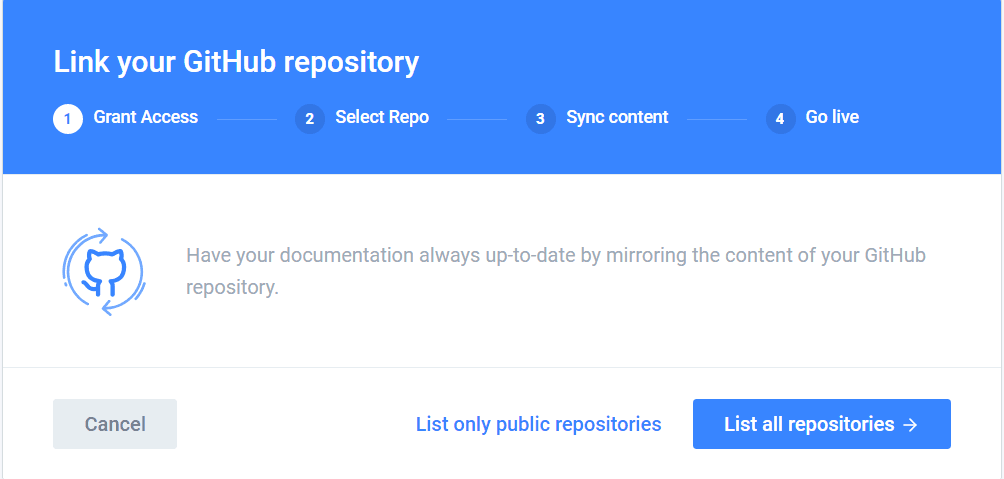 Link your GitHub repository
1 Grant Access 2 Select Repo 3 Sync content 4 Go live
Have your documentation always up-to-date by mirroring the content of your GitHub
repository.
Cancel List only public repositories List all repositories →